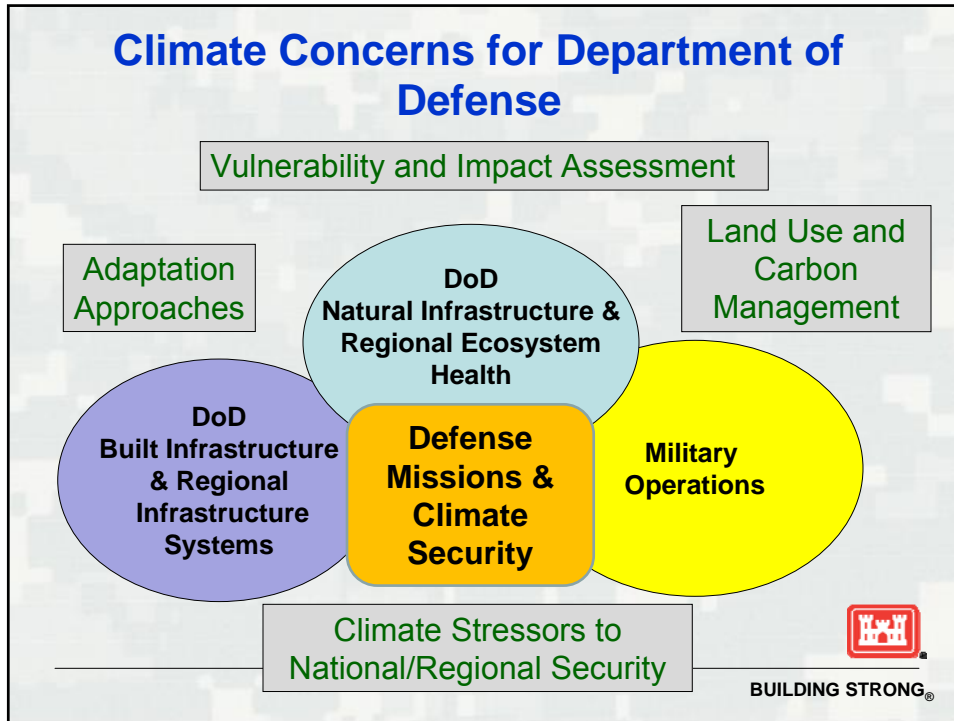 Climate Concerns for Department of
Defense
Vulnerability and Impact Assessment
Adaptation
Approaches
Land Use and
Carbon
Management
DoD
Natural Infrastructure &
Regional Ecosystem
Health
DoD
Built Infrastructure
& Regional
Infrastructure
Systems
Defense
Missions &
Climate
Security
Military
Operations
Climate Stressors to
National/Regional Security
®
BUILDING STRONG®